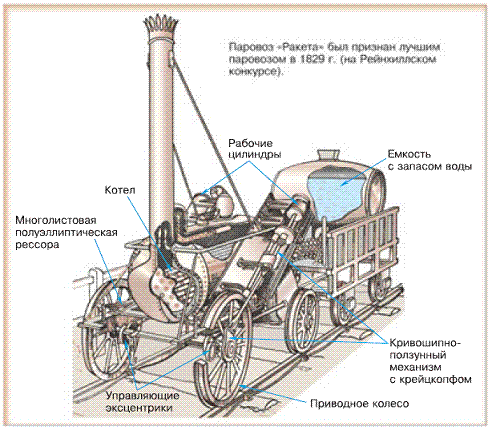 Паровоз «Ракета» был признан лучшим
паровозом в 1829 г. (на Рейнхиллском
конкурсе).
Рабочие
цилиндры
Емкость
с запасом воды
Котел
Многолистовая
полуэллиптическая
рессора
Кривошипно-
ползунный
механизм
с крейцкопфом
Управляющие
эксцентрики
Приводное колесо